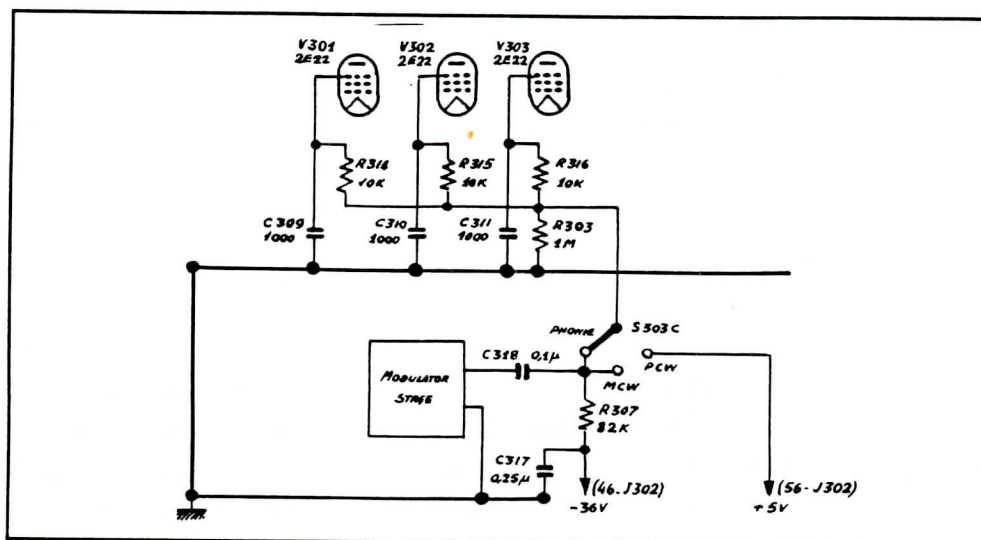 V301
2E22
V302
2E22
V303
2E22
R314
10K
R315
10K
R316
10K
C309
1000
C310
1000
C311
1000
R303
1M
PHONIE
S303C
PCW
MCW
C318 0,1µ
MODULATOR
STAGE
R307
82K
C317
0,25µ
(46-J302)
-36V
(56-J302)
+5V